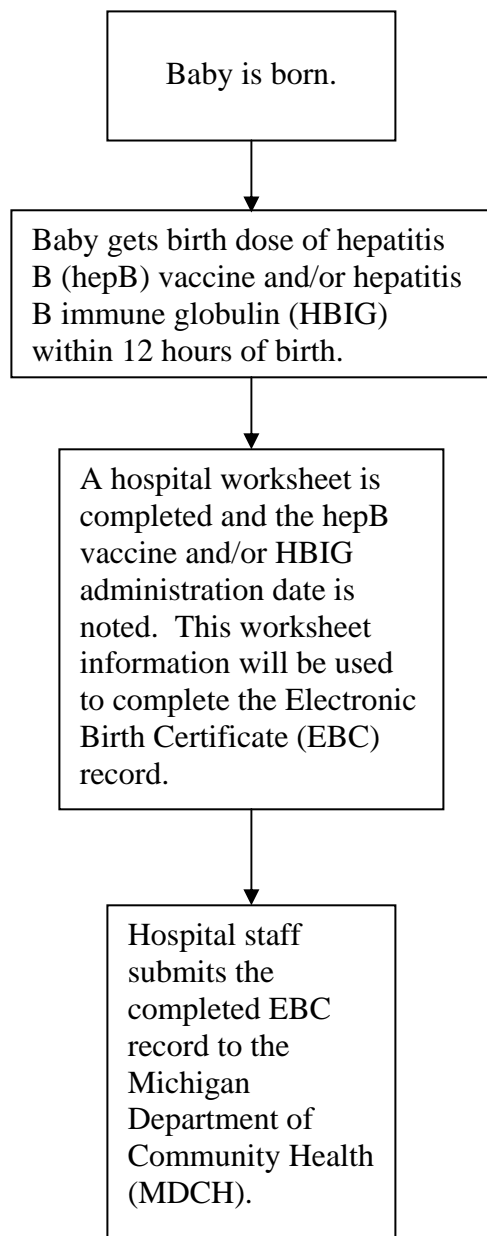 Baby is born.
Baby gets birth dose of hepatitis
B (hepB) vaccine and/or hepatitis
B immune globulin (HBIG)
within 12 hours of birth.
A hospital worksheet is
completed and the hepB
vaccine and/or HBIG
administration date is
noted.  This worksheet
information will be used
to complete the Electronic
Birth Certificate (EBC)
record.
Hospital staff
submits the
completed EBC
record to the
Michigan
Department of
Community Health
(MDCH).